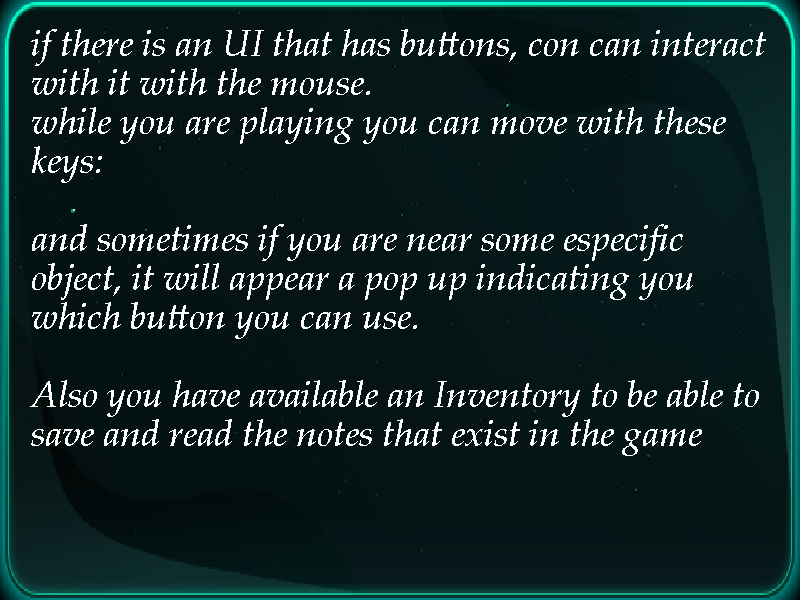 if there is an UI that has buttons, con can interact
with it with the mouse.
while you are playing you can move with these
keys:
and sometimes if you are near some especific
object, it will appear a pop up indicating you
which button you can use.
Also you have available an Inventory to be able to
save and read the notes that exist in the game